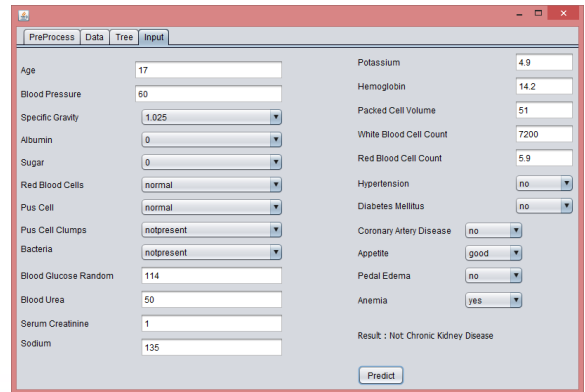 PreProcess Data Tree Input
Age 17
Blood Pressure 60
Specific Gravity 1.025
Albumin 0
Sugar 0
Red Blood Cells normal
Pus Cell normal
Pus Cell Clumps notpresent
Bacteria notpresent
Blood Glucose Random 114
Blood Urea 50
Serum Creatinine 1
Sodium 135
Potassium 4.9
Hemoglobin 14.2
Packed Cell Volume 51
White Blood Cell Count 7200
Red Blood Cell Count 5.9
Hypertension no
Diabetes Mellitus no
Coronary Artery Disease no
Appetite good
Pedal Edema no
Anemia yes
Result : Not Chronic Kidney Disease
Predict